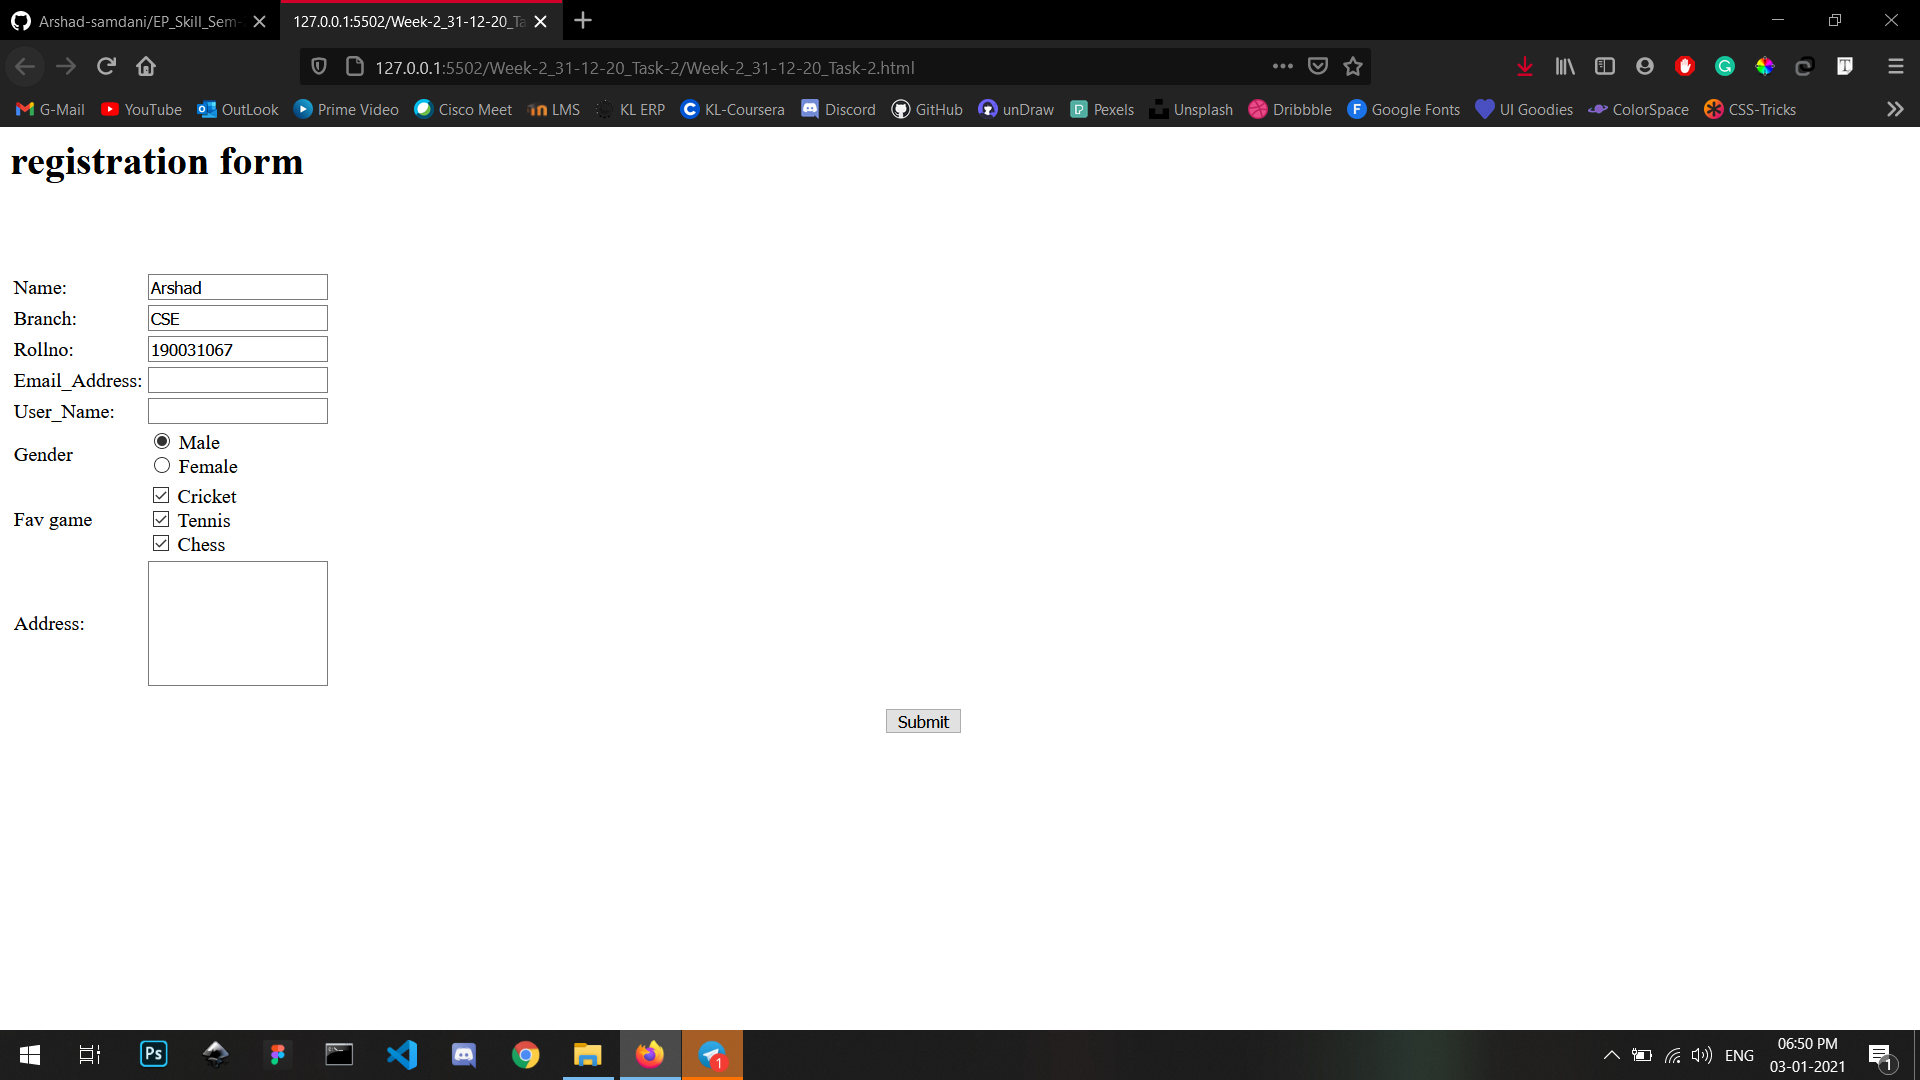 Arshad-samdani/EP_Skill_Sem-
127.0.0.1:5502/Week-2_31-12-20_Ta
127.0.0.1:5502/Week-2_31-12-20_Task-2/Week-2_31-12-20_Task-2.html
G-Mail YouTube OutLook Prime Video Cisco Meet LMS KL ERP KL-Coursera Discord GitHub unDraw Pexels Unsplash Dribbble Google Fonts UI Goodies ColorSpace CSS-Tricks
registration form
Name: Arshad
Branch: CSE
Rollno: 190031067
Email_Address:
User_Name:
Gender
Male
Female
Fav game
Cricket
Tennis
Chess
Address:
Submit
Ps
1
ENG
06:50 PM
03-01-2021
1